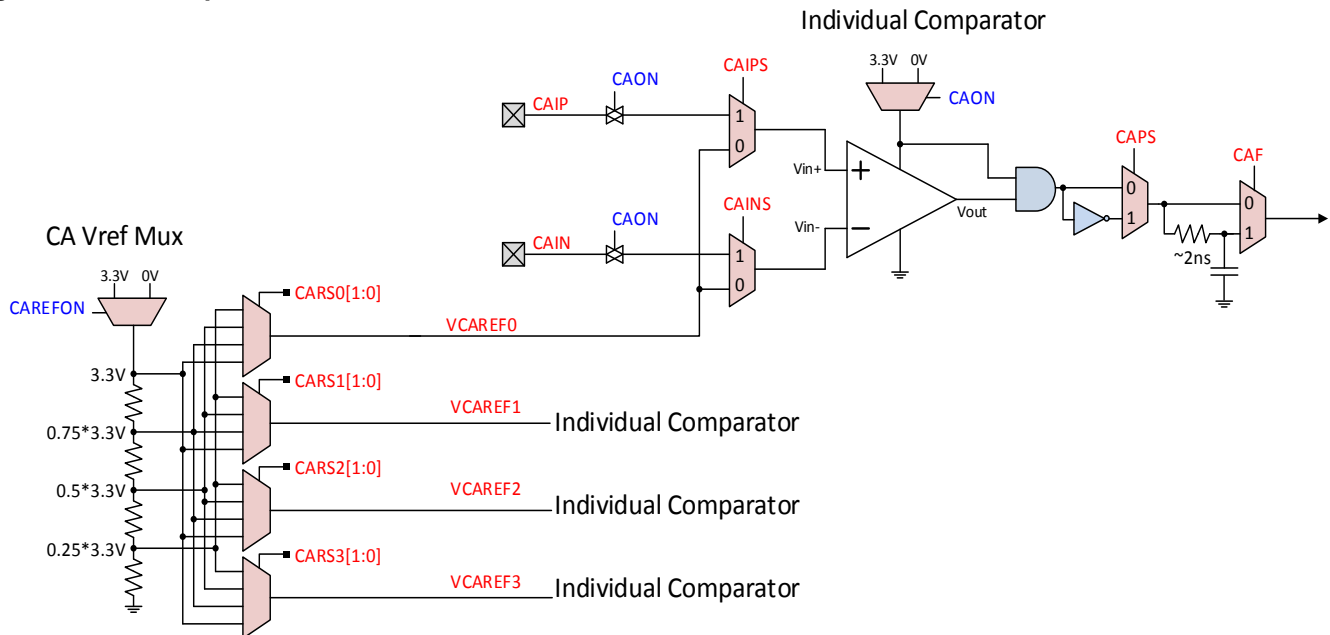 Individual Comparator
3.3V 0V
CAON
CAIPS
CAON
CAIP
1
0
CAPS
CAF
Vin+
+
0
1
0
1
Vout
~2ns
CAON
CAINS
CAIN
Vin-
−
1
0
CA Vref Mux
3.3V 0V
CAREFON
CARS0[1:0]
VCAREF0
3.3V
CARS1[1:0]
VCAREF1
Individual Comparator
0.75*3.3V
CARS2[1:0]
VCAREF2
Individual Comparator
0.5*3.3V
0.25*3.3V
CARS3[1:0]
VCAREF3
Individual Comparator